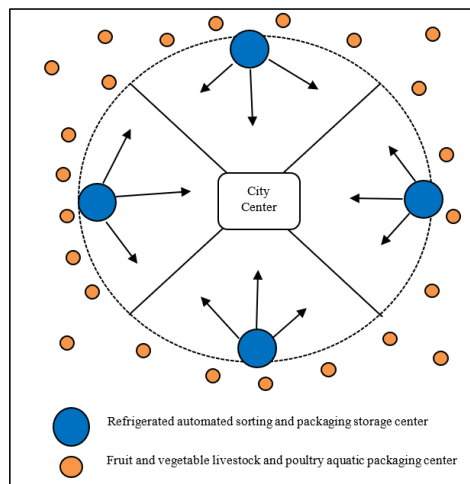 City
Center
Refrigerated automated sorting and packaging storage center
Fruit and vegetable livestock and poultry aquatic packaging center